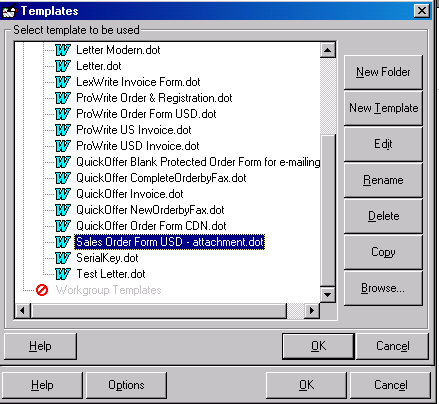 Templates
Select template to be used
Letter Modern.dot
Letter.dot
LexWrite Invoice Form.dot
ProWrite Order & Registration.dot
ProWrite Order Form USD.dot
ProWrite US Invoice.dot
ProWrite USD Invoice.dot
QuickOffer Blank Protected Order Form for e-mailing
QuickOffer CompleteOrderbyFax.dot
QuickOffer Invoice.dot
QuickOffer NewOrderbyFax.dot
QuickOffer Order Form CDN.dot
Sales Order Form USD - attachment.dot
SerialKey.dot
Test Letter.dot
Workgroup Templates
New Folder
New Template
Edit
Rename
Delete
Copy
Browse...
Help
OK
Cancel
Help
Options
OK
Cancel